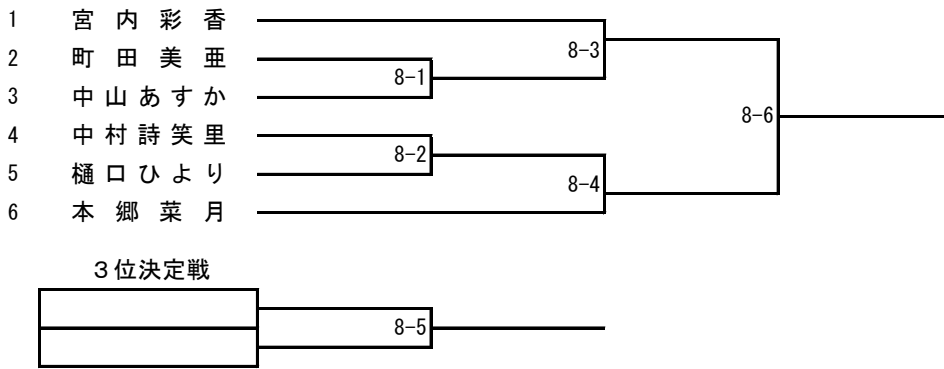 1 宮内彩香
8-3
2 町田美亜
8-1
3 中山あすか
8-6
4 中村詩笑里
8-2
5 樋口ひより
8-4
6 本郷菜月
3位決定戦
8-5